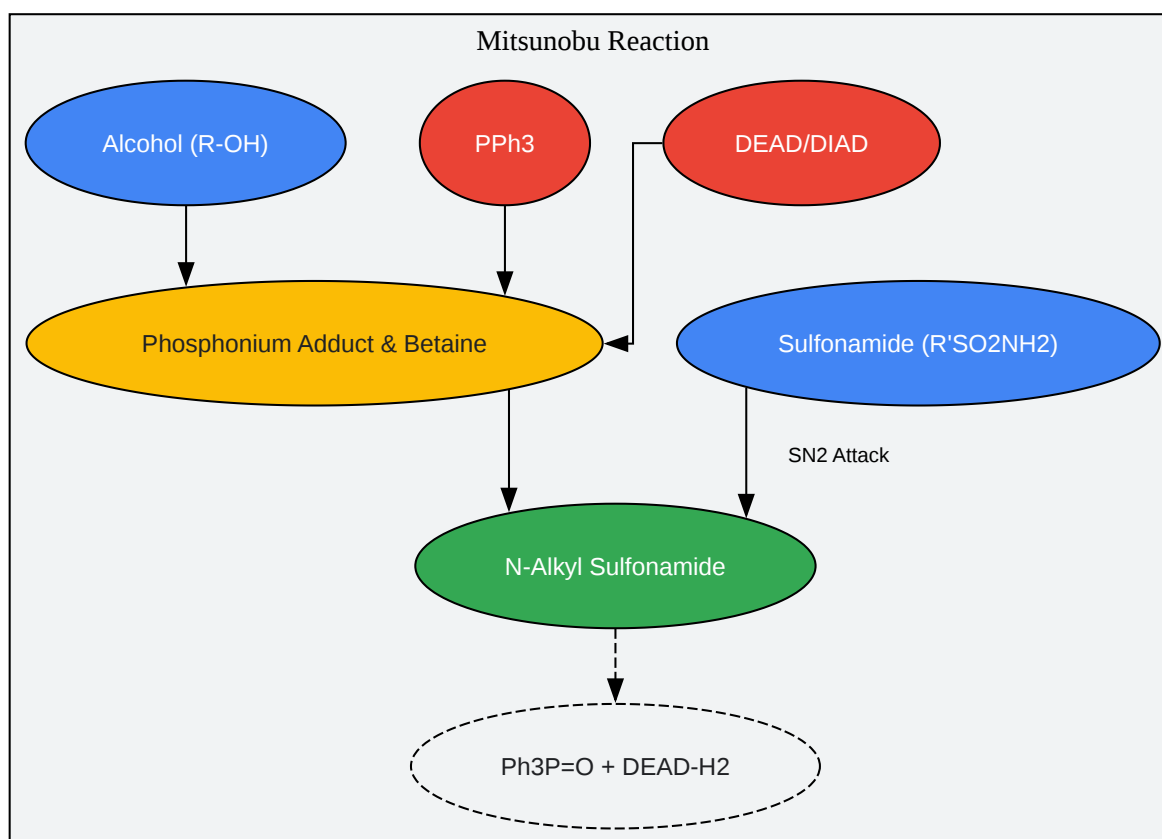 Mitsunobu Reaction
Alcohol (R-OH)
PPh3
DEAD/DIAD
Phosphonium Adduct & Betaine
Sulfonamide (R'SO2NH2)
SN2 Attack
N-Alkyl Sulfonamide
Ph3P=O + DEAD-H2